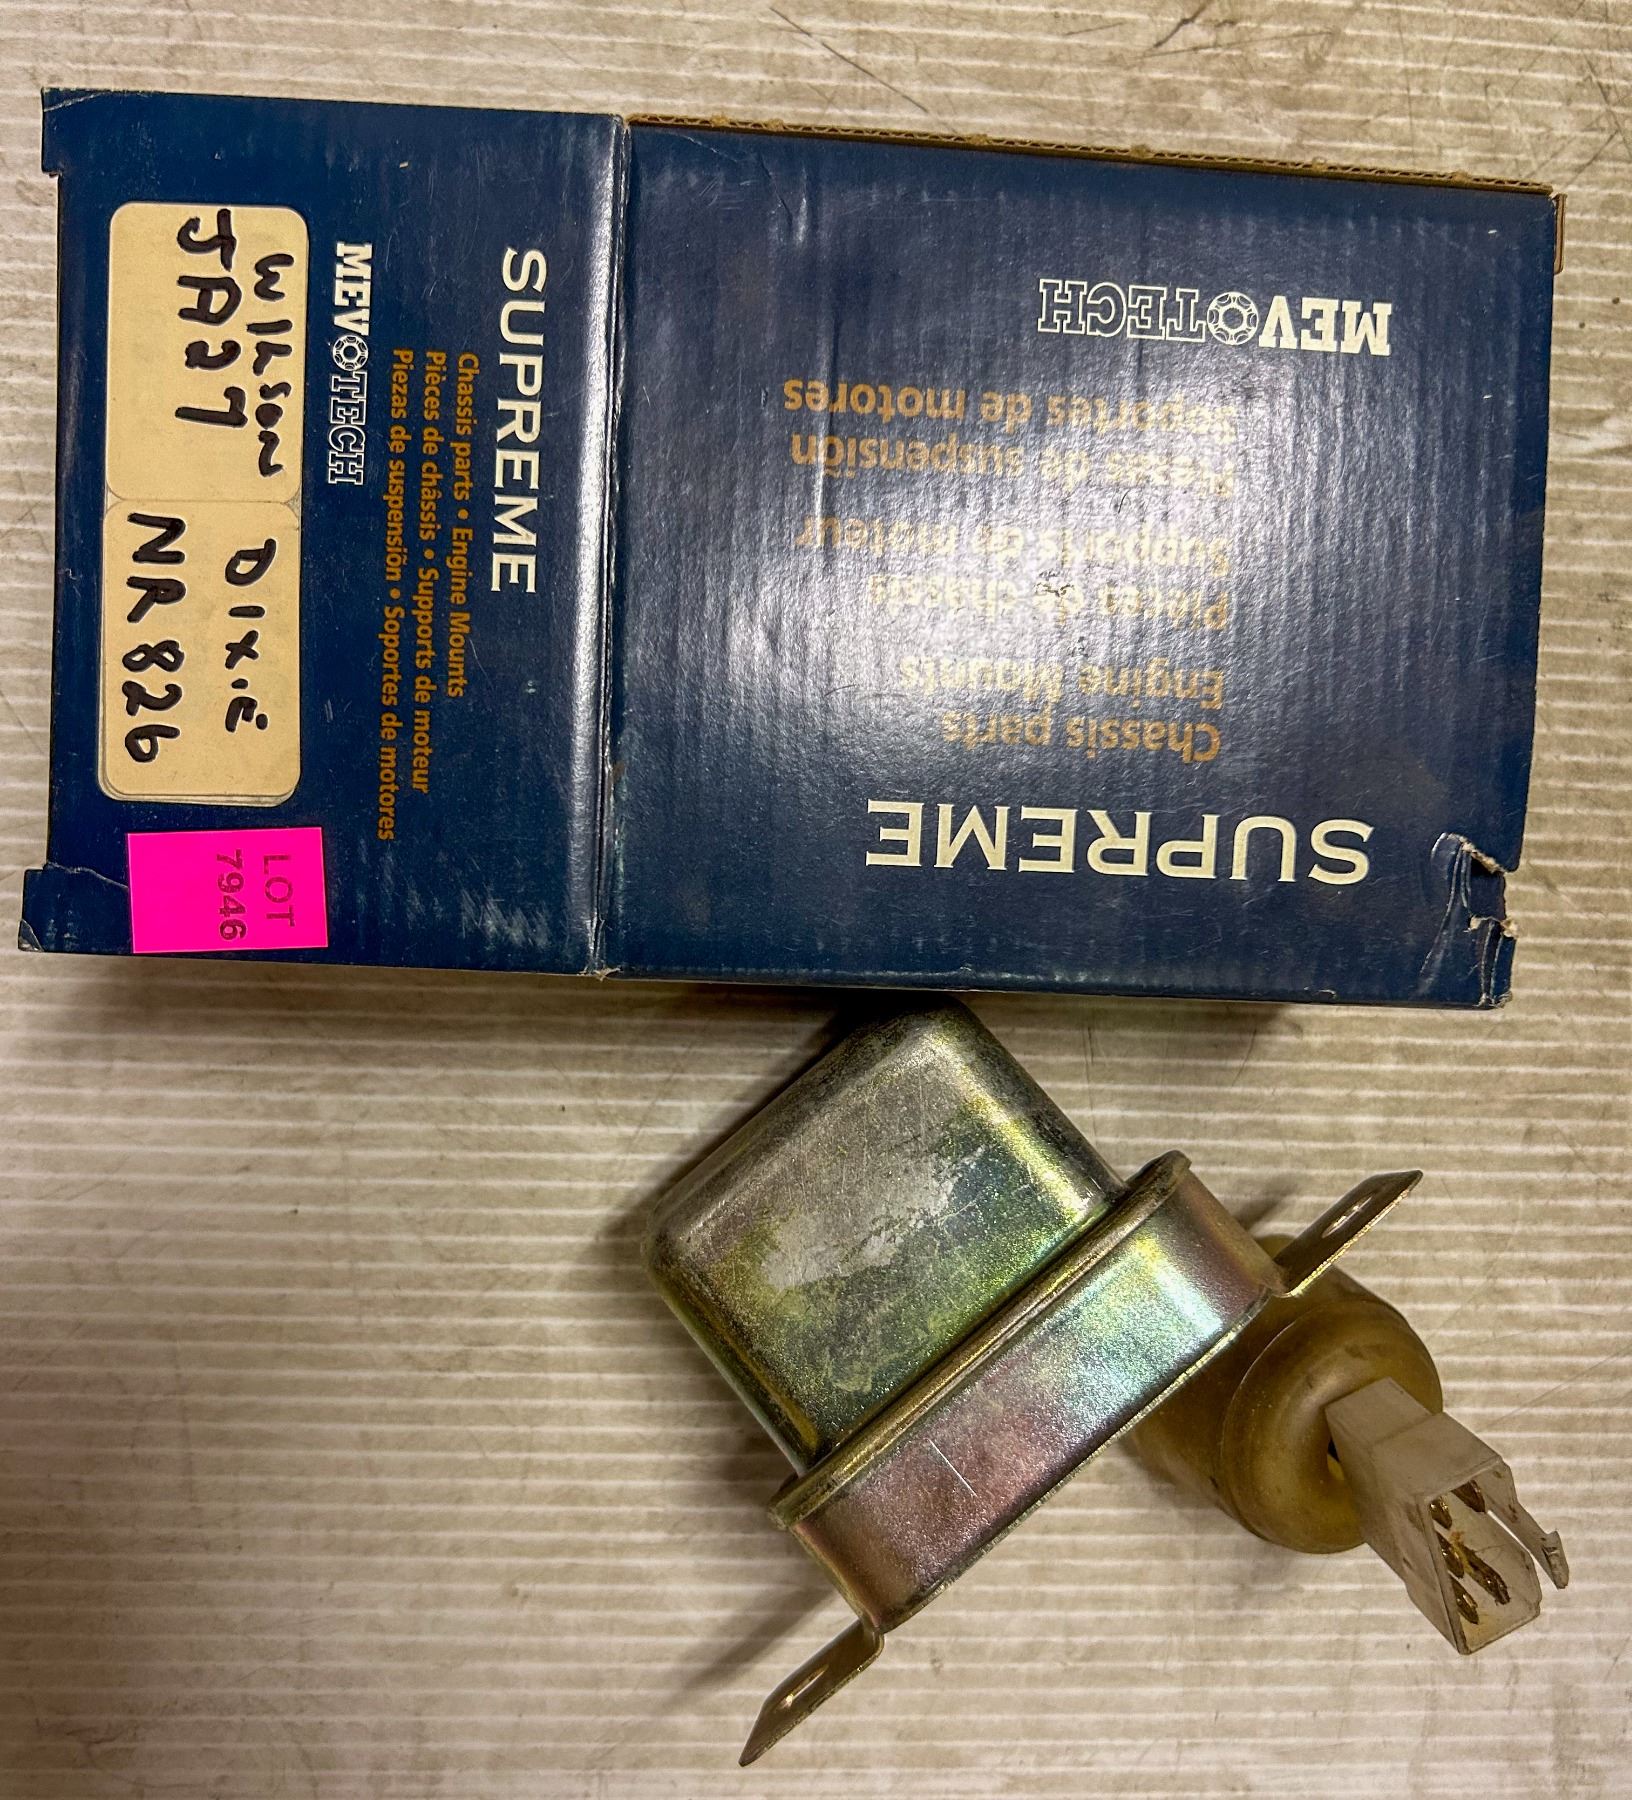 WILSON
JA27
DIXIE
NR826
MEVOTECH
SUPREME
Chassis parts • Engine Mounts
Pièces de châssis • Supports de moteur
Piezas de suspensión • Soportes de motores
LOT
7946
SUPREME
Chassis parts
Engine Mounts
Pièces de châssis
Supports de moteur
Piezas de suspensión
Soportes de motores
MEVOTECH